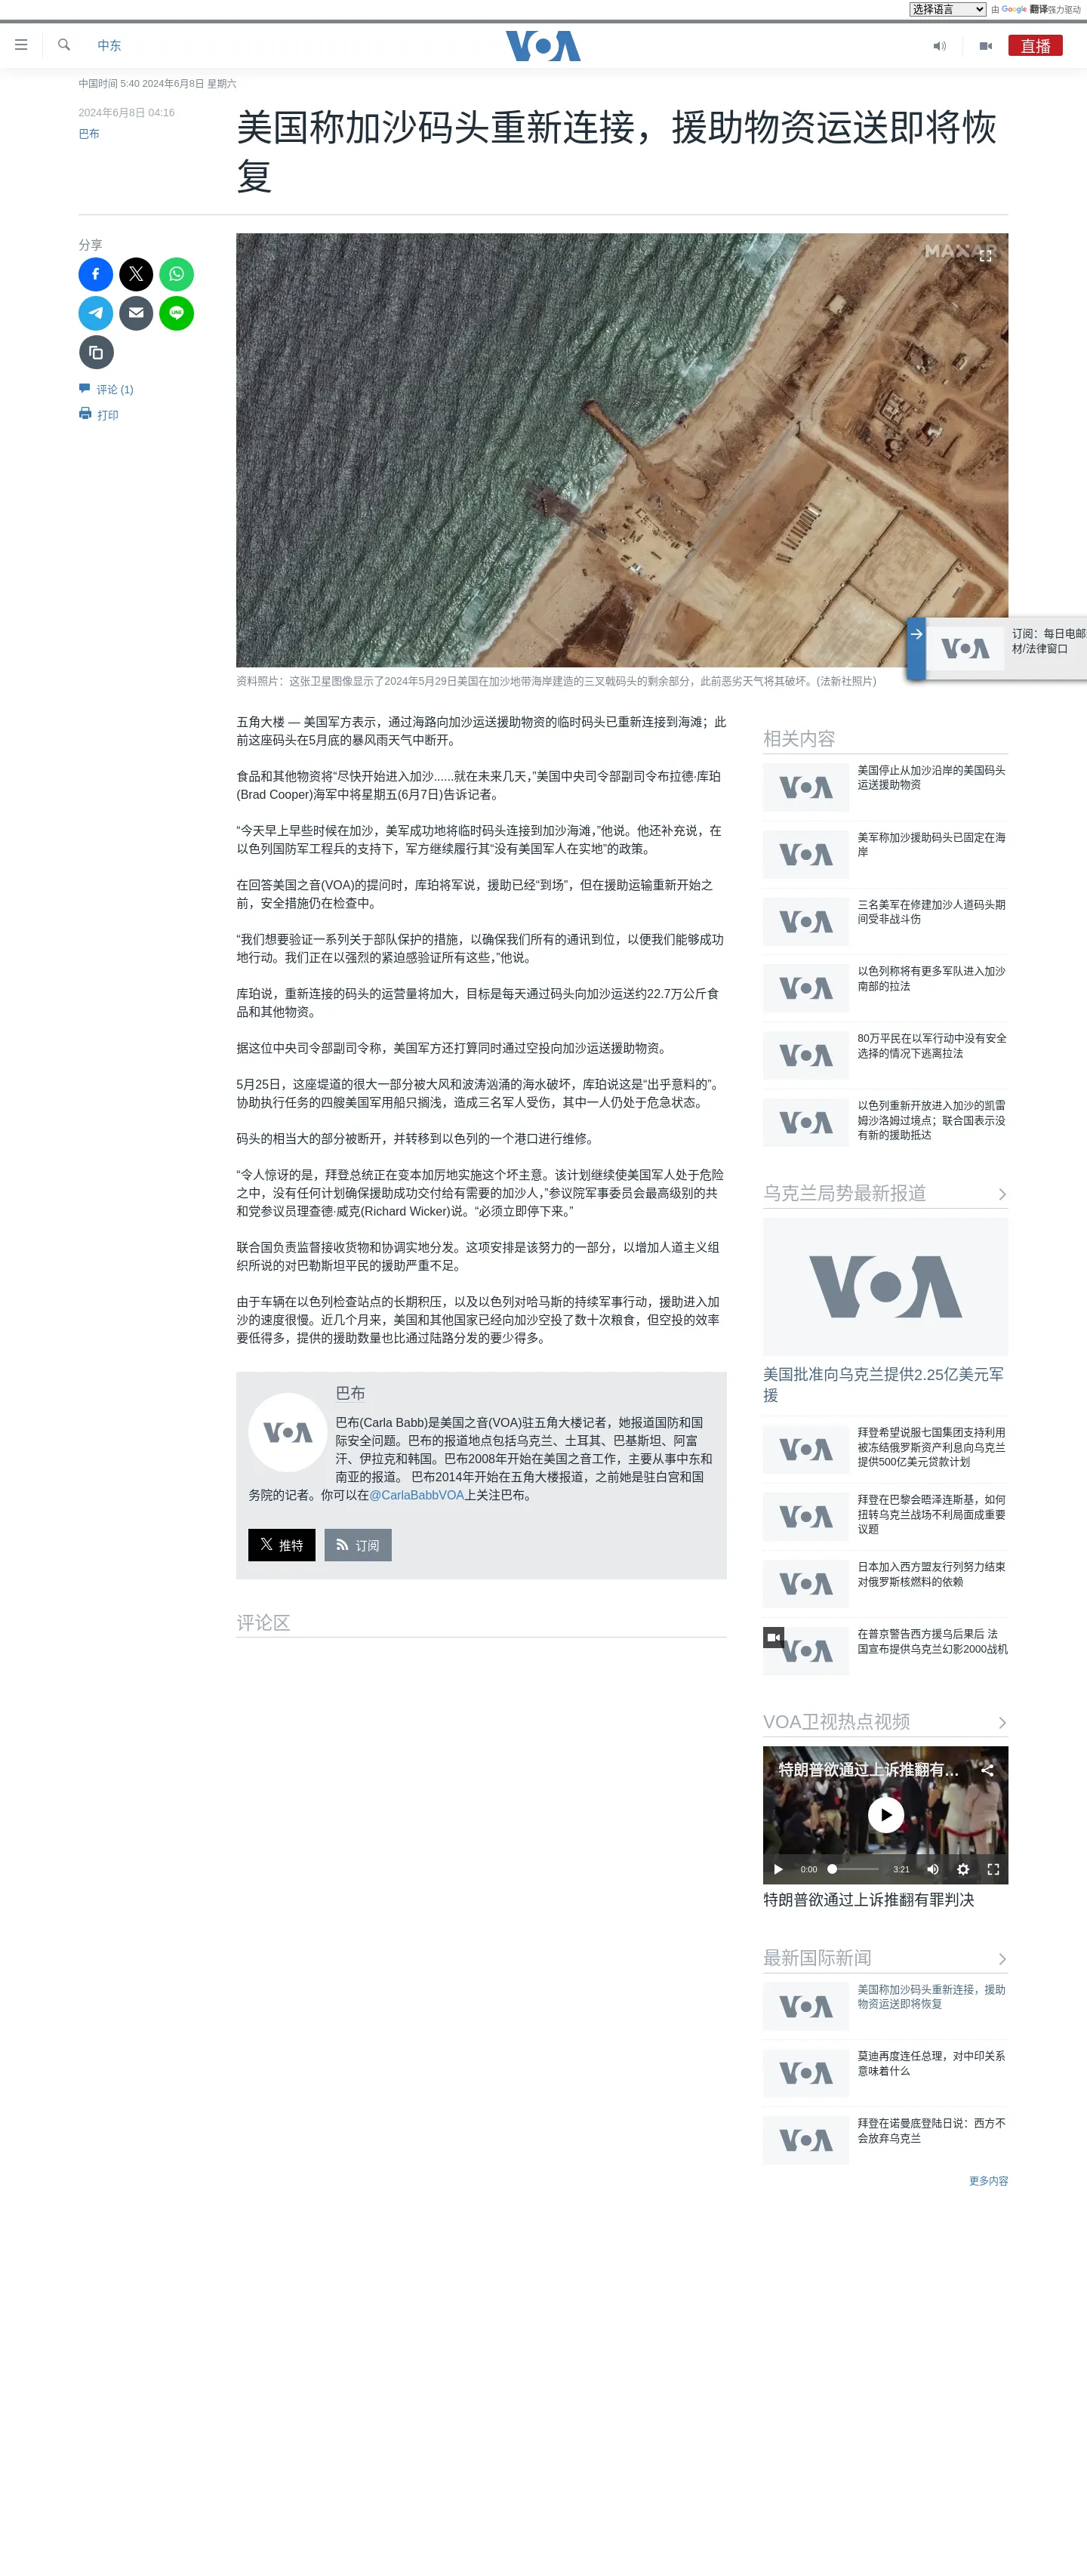 选择语言 由 Google 翻译强力驱动
中东 VOA 直播
中国时间 5:40 2024年6月8日 星期六
2024年6月8日 04:16
巴布
美国称加沙码头重新连接，援助物资运送即将恢
复
分享
评论 (1)
打印
MAXAR
资料照片：这张卫星图像显示了2024年5月29日美国在加沙地带海岸建造的三叉戟码头的剩余部分，此前恶劣天气将其破坏。(法新社照片)
VOA
订阅：每日电邮
材/法律窗口
五角大楼 — 美国军方表示，通过海路向加沙运送援助物资的临时码头已重新连接到海滩；此
前这座码头在5月底的暴风雨天气中断开。
食品和其他物资将“尽快开始进入加沙......就在未来几天，”美国中央司令部副司令布拉德·库珀
(Brad Cooper)海军中将星期五(6月7日)告诉记者。
“今天早上早些时候在加沙，美军成功地将临时码头连接到加沙海滩，”他说。他还补充说，在
以色列国防军工程兵的支持下，军方继续履行其“没有美国军人在实地”的政策。
在回答美国之音(VOA)的提问时，库珀将军说，援助已经“到场”，但在援助运输重新开始之
前，安全措施仍在检查中。
“我们想要验证一系列关于部队保护的措施，以确保我们所有的通讯到位，以便我们能够成功
地行动。我们正在以强烈的紧迫感验证所有这些，”他说。
库珀说，重新连接的码头的运营量将加大，目标是每天通过码头向加沙运送约22.7万公斤食
品和其他物资。
据这位中央司令部副司令称，美国军方还打算同时通过空投向加沙运送援助物资。
5月25日，这座堤道的很大一部分被大风和波涛汹涌的海水破坏，库珀说这是“出乎意料的”。
协助执行任务的四艘美国军用船只搁浅，造成三名军人受伤，其中一人仍处于危急状态。
码头的相当大的部分被断开，并转移到以色列的一个港口进行维修。
“令人惊讶的是，拜登总统正在变本加厉地实施这个坏主意。该计划继续使美国军人处于危险
之中，没有任何计划确保援助成功交付给有需要的加沙人，”参议院军事委员会最高级别的共
和党参议员理查德·威克(Richard Wicker)说。“必须立即停下来。”
联合国负责监督接收货物和协调实地分发。这项安排是该努力的一部分，以增加人道主义组
织所说的对巴勒斯坦平民的援助严重不足。
由于车辆在以色列检查站点的长期积压，以及以色列对哈马斯的持续军事行动，援助进入加
沙的速度很慢。近几个月来，美国和其他国家已经向加沙空投了数十次粮食，但空投的效率
要低得多，提供的援助数量也比通过陆路分发的要少得多。
VOA
巴布
巴布(Carla Babb)是美国之音(VOA)驻五角大楼记者，她报道国防和国
际安全问题。巴布的报道地点包括乌克兰、土耳其、巴基斯坦、阿富
汗、伊拉克和韩国。巴布2008年开始在美国之音工作，主要从事中东和
南亚的报道。 巴布2014年开始在五角大楼报道，之前她是驻白宫和国
务院的记者。你可以在@CarlaBabbVOA上关注巴布。
推特 订阅
评论区
相关内容
VOA
美国停止从加沙沿岸的美国码头
运送援助物资
VOA
美军称加沙援助码头已固定在海
岸
VOA
三名美军在修建加沙人道码头期
间受非战斗伤
VOA
以色列称将有更多军队进入加沙
南部的拉法
VOA
80万平民在以军行动中没有安全
选择的情况下逃离拉法
VOA
以色列重新开放进入加沙的凯雷
姆沙洛姆过境点；联合国表示没
有新的援助抵达
乌克兰局势最新报道
VOA
美国批准向乌克兰提供2.25亿美元军
援
VOA
拜登希望说服七国集团支持利用
被冻结俄罗斯资产利息向乌克兰
提供500亿美元贷款计划
VOA
拜登在巴黎会晤泽连斯基，如何
扭转乌克兰战场不利局面成重要
议题
VOA
日本加入西方盟友行列努力结束
对俄罗斯核燃料的依赖
VOA
在普京警告西方援乌后果后 法
国宣布提供乌克兰幻影2000战机
VOA卫视热点视频
特朗普欲通过上诉推翻有...
0:00 3:21
特朗普欲通过上诉推翻有罪判决
最新国际新闻
VOA
美国称加沙码头重新连接，援助
物资运送即将恢复
VOA
莫迪再度连任总理，对中印关系
意味着什么
VOA
拜登在诺曼底登陆日说：西方不
会放弃乌克兰
更多内容